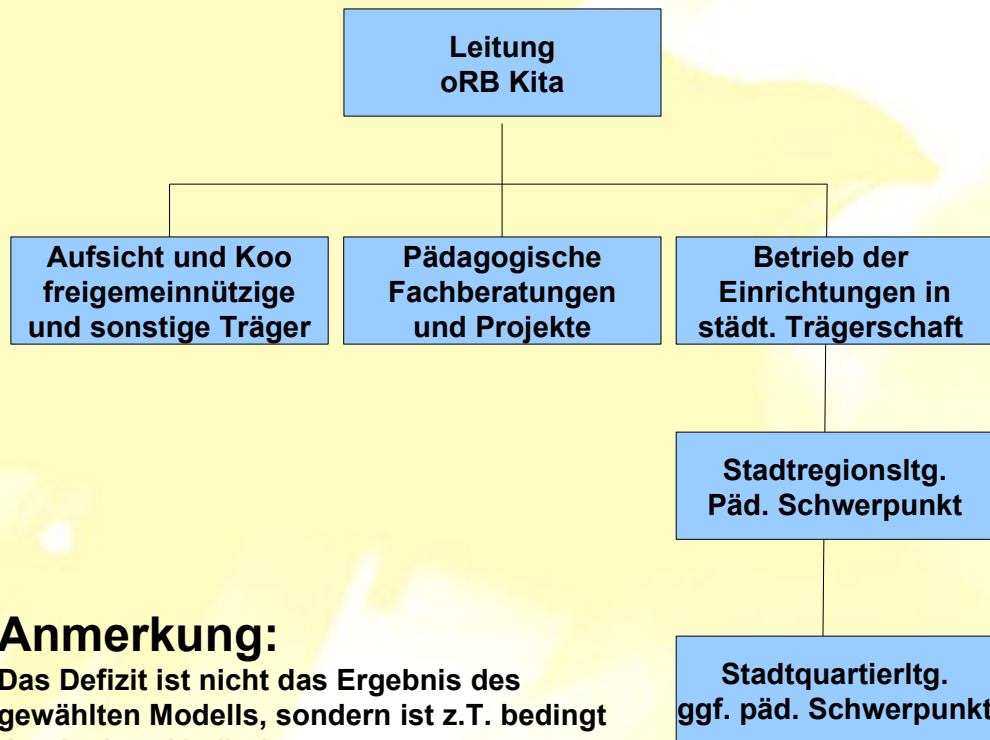 Leitung
oRB Kita
Aufsicht und Koo
freigemeinnützige
und sonstige Träger
Pädagogische
Fachberatungen
und Projekte
Betrieb der
Einrichtungen in
städt. Trägerschaft
Stadtregionsltg.
Päd. Schwerpunkt
Stadtquartierltg.
ggf. päd. Schwerpunkt
Anmerkung:
Das Defizit ist nicht das Ergebnis des
gewählten Modells, sondern ist z.T. bedingt